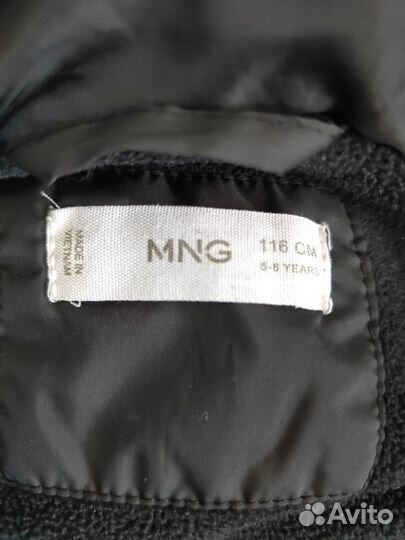 MADE IN
VIETNAM
MNG
116 CM
5-6 YEARS
Avito